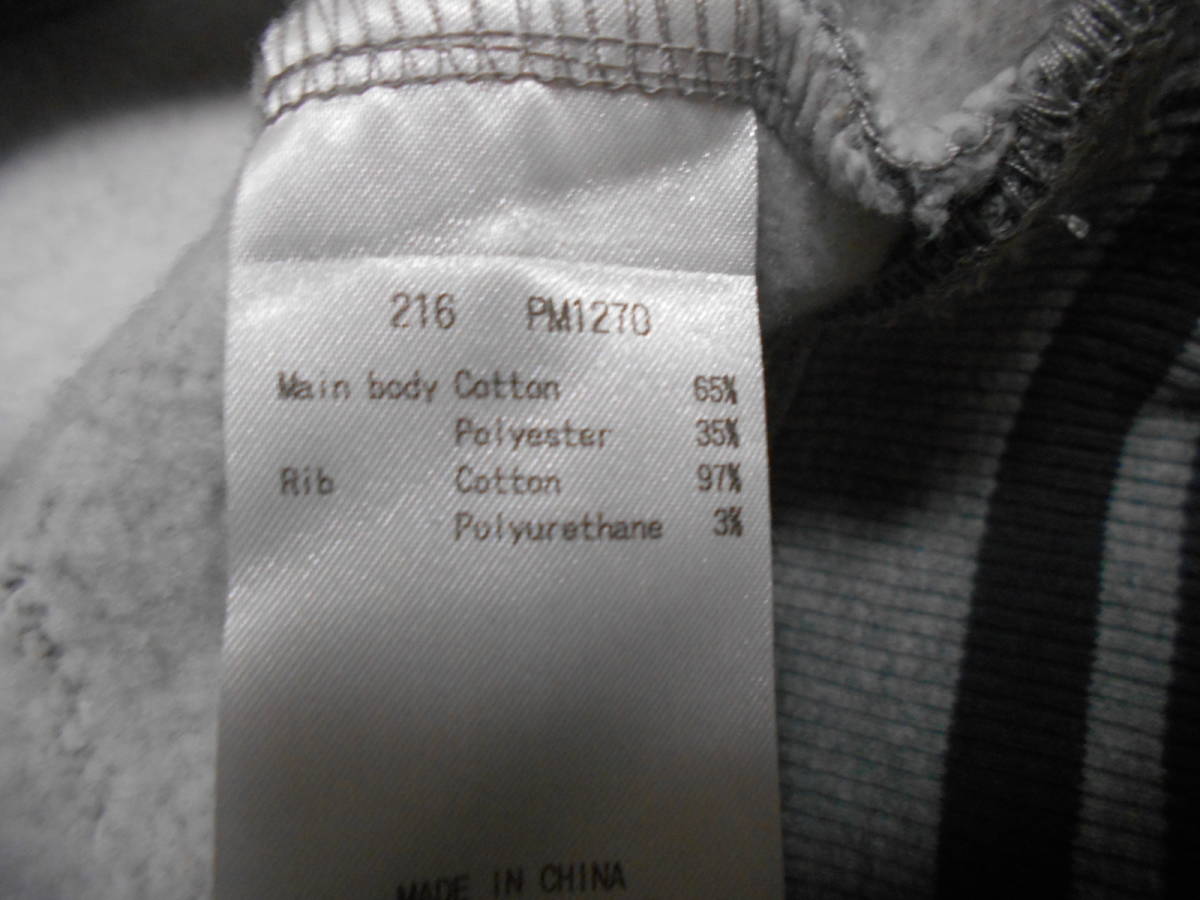 216 PM1270
Main body Cotton 65%
Polyester 35%
Rib Cotton 97%
Polyurethane 3%
MADE IN CHINA